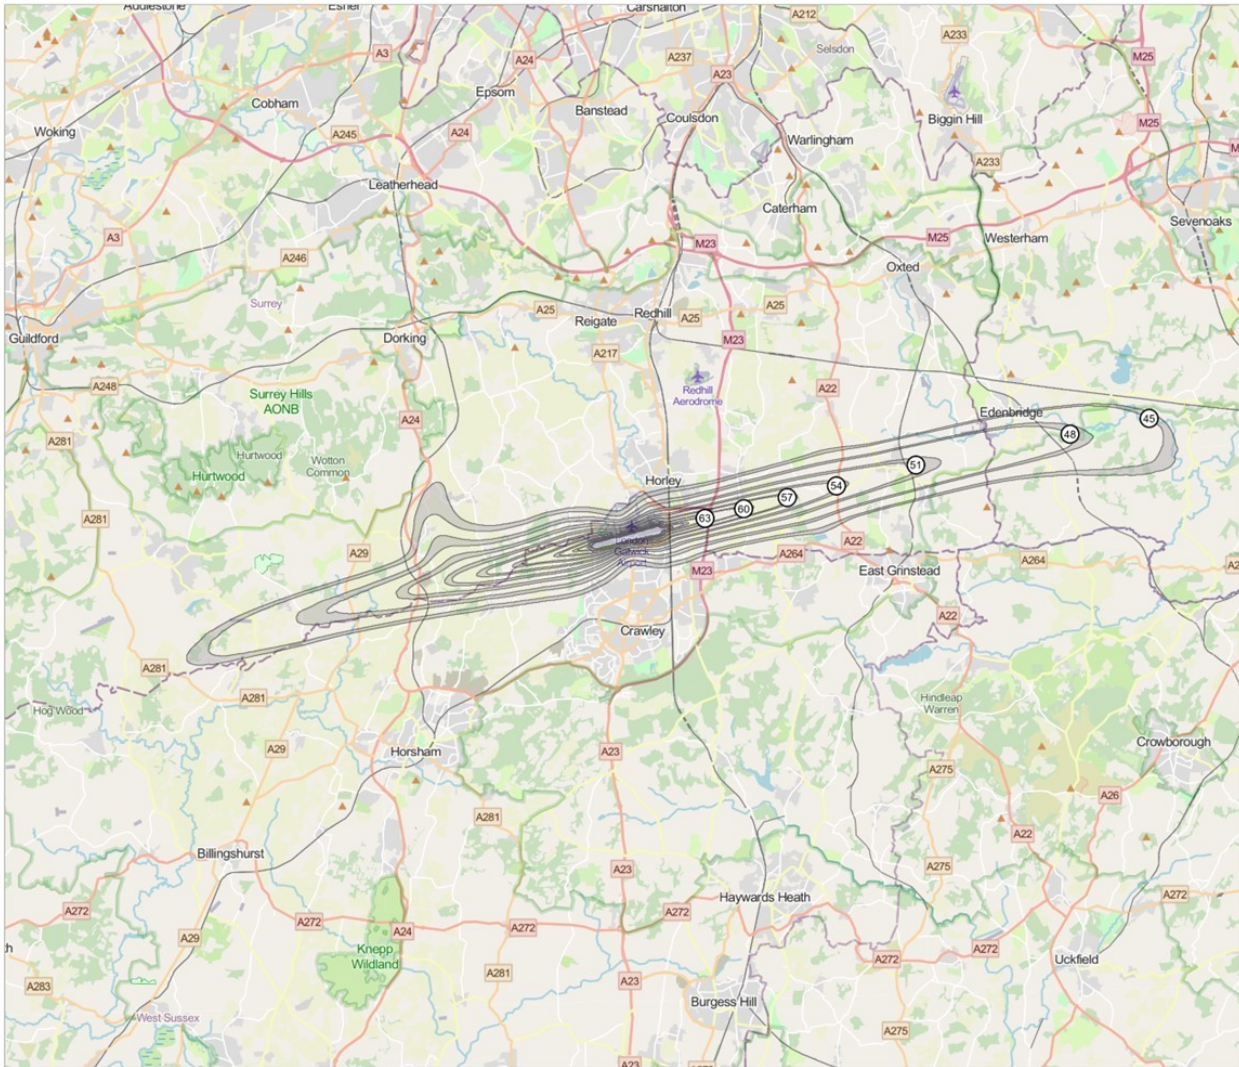 Addlestone
Esher
Carshalton
A212
A3
A24
A237
A23
Selsdon
A233
M25
Cobham
Epsom
Banstead
Coulsdon
Biggin Hill
M25
Woking
A245
A24
Warlingham
A233
Leatherhead
Caterham
Sevenoaks
A3
A246
M23
M25
Westerham
Oxted
Surrey
A25
Reigate
Redhill
A25
A25
Guildford
Dorking
A217
M23
A248
Surrey Hills
AONB
Redhill
Aerodrome
A22
A24
Edenbridge
45
A281
Hurtwood
Hurtwood
Wotton
Common
48
51
Horley
54
57
60
63
A281
London
Gatwick
Airport
A29
A22
A264
A264
M23
East Grinstead
A22
Crawley
A281
A281
Hog Wood
Hindleap
Warren
A29
Horsham
A23
Crowborough
A275
A26
A281
A22
Billingshurst
A23
A275
Haywards Heath
A272
A272
A272
A24
A272
A272
A29
Knepp
Wildland
A272
A272
Uckfield
A283
A281
A23
Burgess Hill
West Sussex
A275
A23